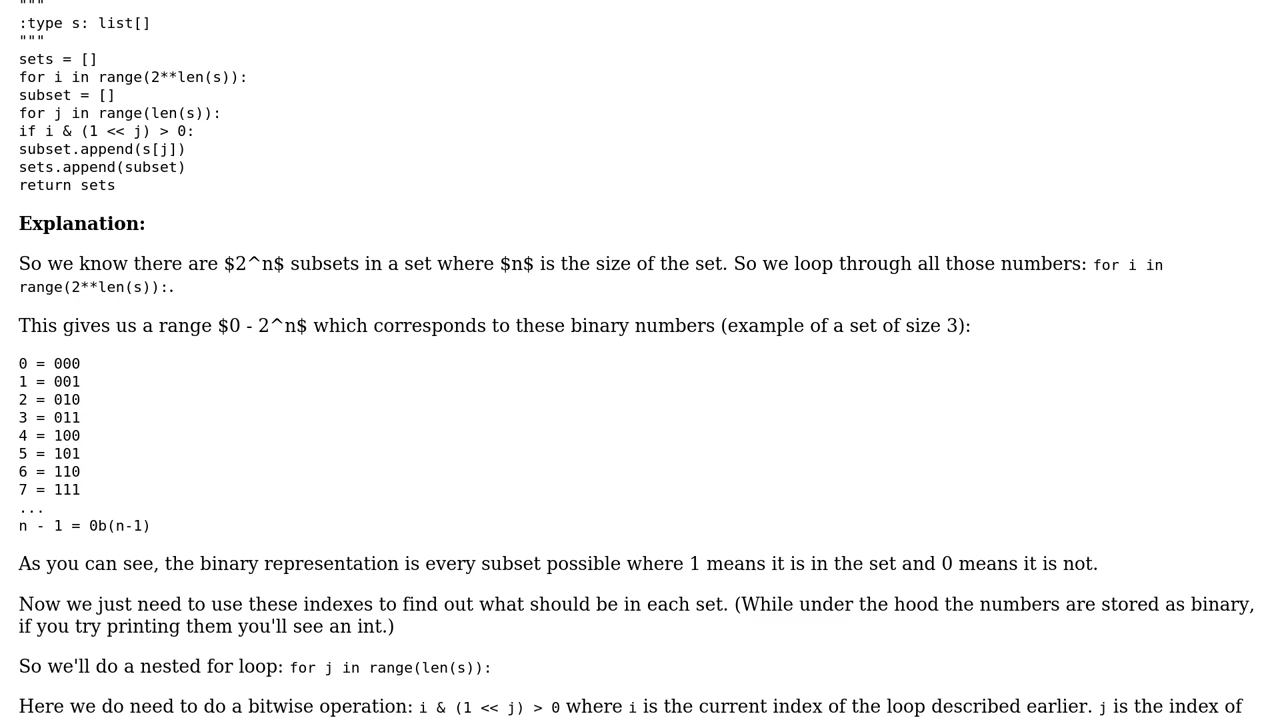 """
:type s: list[]
"""
sets = []
for i in range(2**len(s)):
subset = []
for j in range(len(s)):
if i & (1 << j) > 0:
subset.append(s[j])
sets.append(subset)
return sets
Explanation:
So we know there are $2^n$ subsets in a set where $n$ is the size of the set. So we loop through all those numbers: for i in
range(2**len(s)):.
This gives us a range $0 - 2^n$ which corresponds to these binary numbers (example of a set of size 3):
0 = 000
1 = 001
2 = 010
3 = 011
4 = 100
5 = 101
6 = 110
7 = 111
...
n - 1 = 0b(n-1)
As you can see, the binary representation is every subset possible where 1 means it is in the set and 0 means it is not.
Now we just need to use these indexes to find out what should be in each set. (While under the hood the numbers are stored as binary,
if you try printing them you'll see an int.)
So we'll do a nested for loop: for j in range(len(s)):
Here we do need to do a bitwise operation: i & (1 << j) > 0 where i is the current index of the loop described earlier. j is the index of